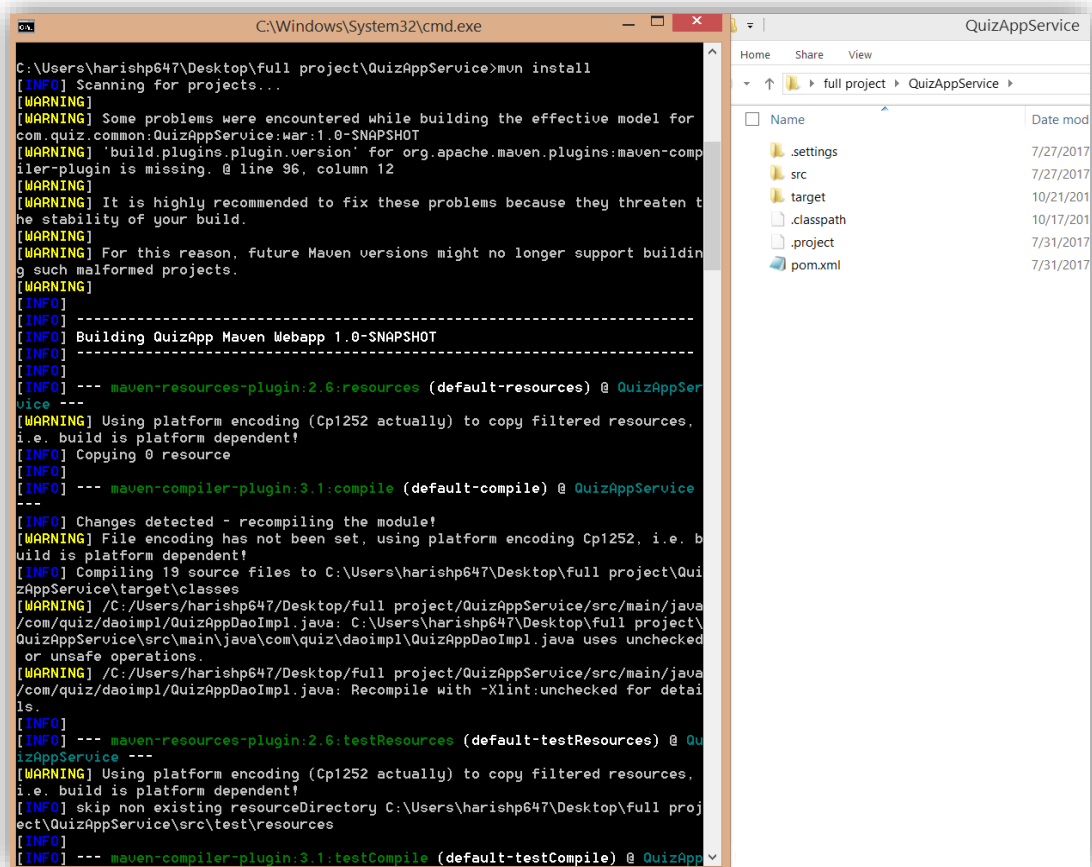 C:\Windows\System32\cmd.exe
C:\Users\harishp647\Desktop\full project\QuizAppService>mvn install
[INFO] Scanning for projects...
[WARNING]
[WARNING] Some problems were encountered while building the effective model for
com.quiz.common:QuizAppService:war:1.0-SNAPSHOT
[WARNING] 'build.plugins.plugin.version' for org.apache.maven.plugins:maven-comp
iler-plugin is missing. @ line 96, column 12
[WARNING]
[WARNING] It is highly recommended to fix these problems because they threaten t
he stability of your build.
[WARNING]
[WARNING] For this reason, future Maven versions might no longer support buildin
g such malformed projects.
[WARNING]
[INFO]
[INFO] ------------------------------------------------------------------------
[INFO] Building QuizApp Maven Webapp 1.0-SNAPSHOT
[INFO] ------------------------------------------------------------------------
[INFO]
[INFO] --- maven-resources-plugin:2.6:resources (default-resources) @ QuizAppSer
vice ---
[WARNING] Using platform encoding (Cp1252 actually) to copy filtered resources,
i.e. build is platform dependent!
[INFO] Copying 0 resource
[INFO]
[INFO] --- maven-compiler-plugin:3.1:compile (default-compile) @ QuizAppService
---
[INFO] Changes detected - recompiling the module!
[WARNING] File encoding has not been set, using platform encoding Cp1252, i.e. b
uild is platform dependent!
[INFO] Compiling 19 source files to C:\Users\harishp647\Desktop\full project\Qui
zAppService\target\classes
[WARNING] /C:/Users/harishp647/Desktop/full project/QuizAppService/src/main/java
/com/quiz/daoimpl/QuizAppDaoImpl.java: C:\Users\harishp647\Desktop\full project\
QuizAppService\src\main\java\com\quiz\daoimpl\QuizAppDaoImpl.java uses unchecked
or unsafe operations.
[WARNING] /C:/Users/harishp647/Desktop/full project/QuizAppService/src/main/java
/com/quiz/daoimpl/QuizAppDaoImpl.java: Recompile with -Xlint:unchecked for detai
ls.
[INFO]
[INFO] --- maven-resources-plugin:2.6:testResources (default-testResources) @ Qu
izAppService ---
[WARNING] Using platform encoding (Cp1252 actually) to copy filtered resources,
i.e. build is platform dependent!
[INFO] skip non existing resourceDirectory C:\Users\harishp647\Desktop\full proj
ect\QuizAppService\src\test\resources
[INFO]
[INFO] --- maven-compiler-plugin:3.1:testCompile (default-testCompile) @ QuizApp
QuizAppService
Home Share View
full project QuizAppService
Name Date mod
.settings 7/27/2017
src 7/27/2017
target 10/21/201
.classpath 10/17/201
.project 7/31/2017
pom.xml 7/31/2017